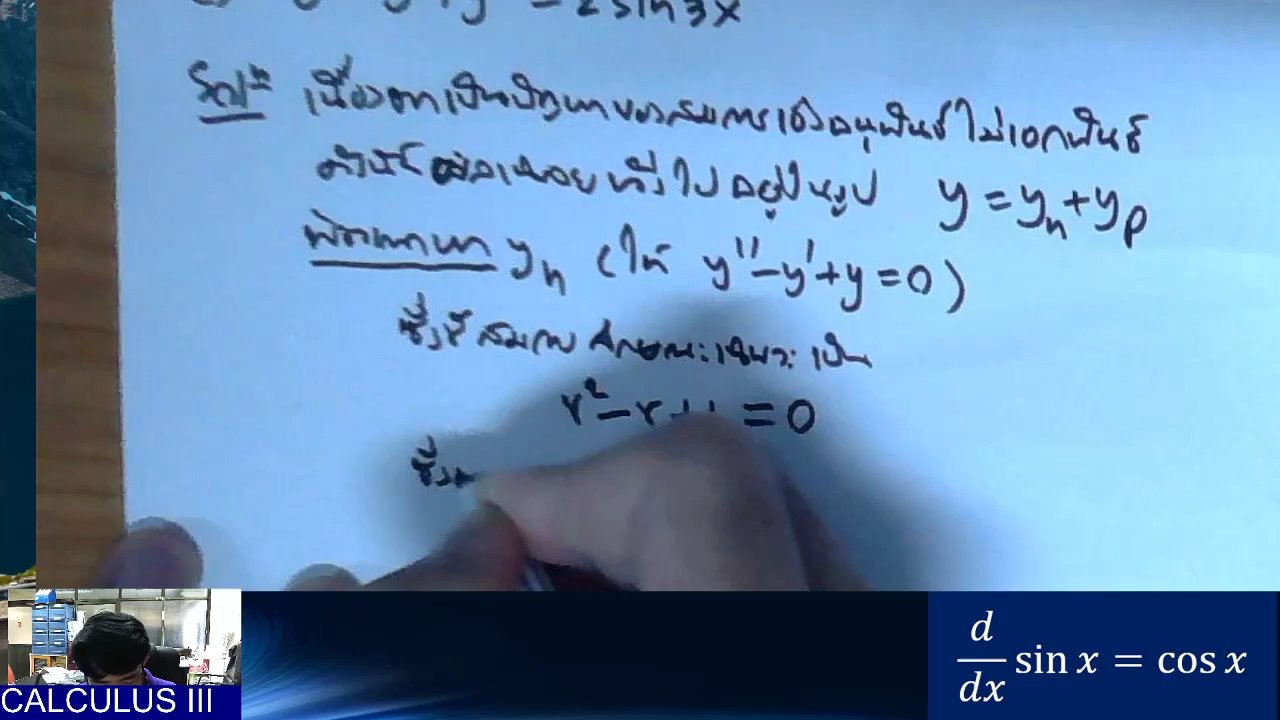 = 2 sin 3x
เนื่องจากเป็นปัญหาของสมการเชิงอนุพันธ์ไม่เอกพันธ์
ดังนั้นผลเฉลยทั่วไปอยู่ในรูป y = yh + yp
พิจารณาหา yh (ให้ y'' - y' + y = 0)
ซึ่งมีสมการลักษณะเฉพาะเป็น
r² - r + 1 = 0
CALCULUS III
d/dx sin x = cos x